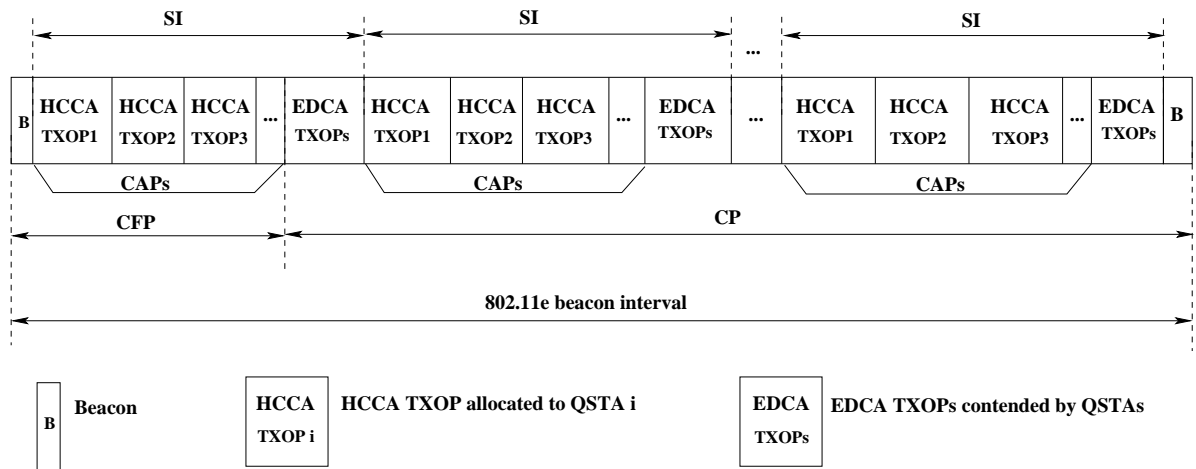 SI SI SI
...
B HCCA TXOP1 HCCA TXOP2 HCCA TXOP3 ... EDCA TXOPs HCCA TXOP1 HCCA TXOP2 HCCA TXOP3 ... EDCA TXOPs ... HCCA TXOP1 HCCA TXOP2 HCCA TXOP3 ... EDCA TXOPs B
...
CAPs CAPs CAPs
CFP CP
802.11e beacon interval
B Beacon
HCCA TXOP i HCCA TXOP allocated to QSTA i
EDCA TXOPs EDCA TXOPs contended by QSTAs